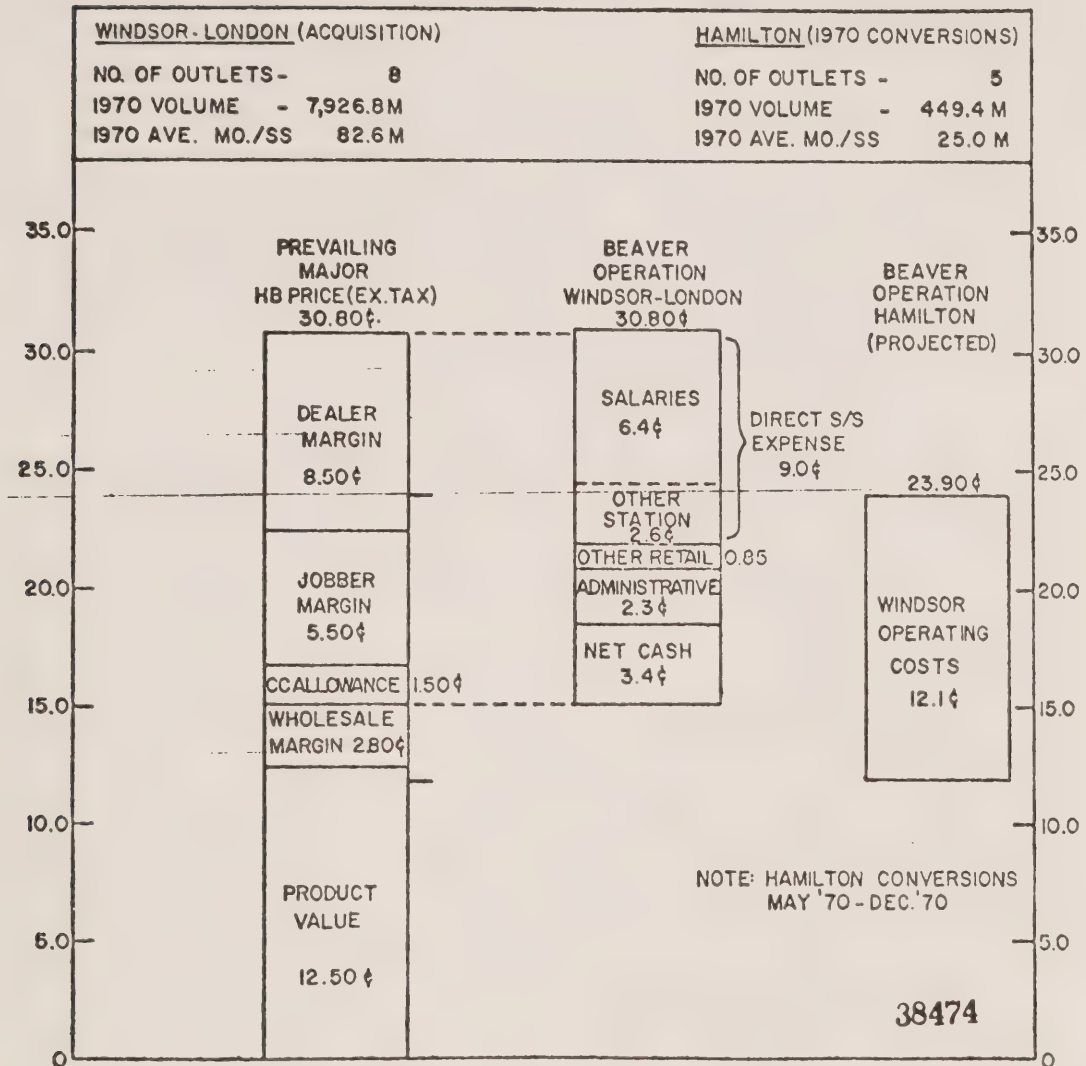 WINDSOR-LONDON (ACQUISITION)
NO. OF OUTLETS - 8
1970 VOLUME - 7,926.8 M
1970 AVE. MO./SS 82.6 M
HAMILTON (1970 CONVERSIONS)
NO. OF OUTLETS - 5
1970 VOLUME - 449.4 M
1970 AVE. MO./SS 25.0 M
35.0
30.0
25.0
20.0
15.0
10.0
5.0
0
PREVAILING
MAJOR
HB PRICE (EX. TAX)
30.80¢
DEALER
MARGIN
8.50¢
JOBBER
MARGIN
5.50¢
CC ALLOWANCE 1.50¢
WHOLESALE
MARGIN 2.80¢
PRODUCT
VALUE
12.50¢
BEAVER
OPERATION
WINDSOR-LONDON
30.80¢
SALARIES
6.4¢
OTHER
STATION
2.6¢
DIRECT S/S
EXPENSE
9.0¢
OTHER RETAIL 0.85
ADMINISTRATIVE
2.3¢
NET CASH
3.4¢
BEAVER
OPERATION
HAMILTON
(PROJECTED)
23.90¢
WINDSOR
OPERATING
COSTS
12.1¢
35.0
30.0
25.0
20.0
15.0
10.0
5.0
0
NOTE: HAMILTON CONVERSIONS
MAY '70 - DEC. '70
38474